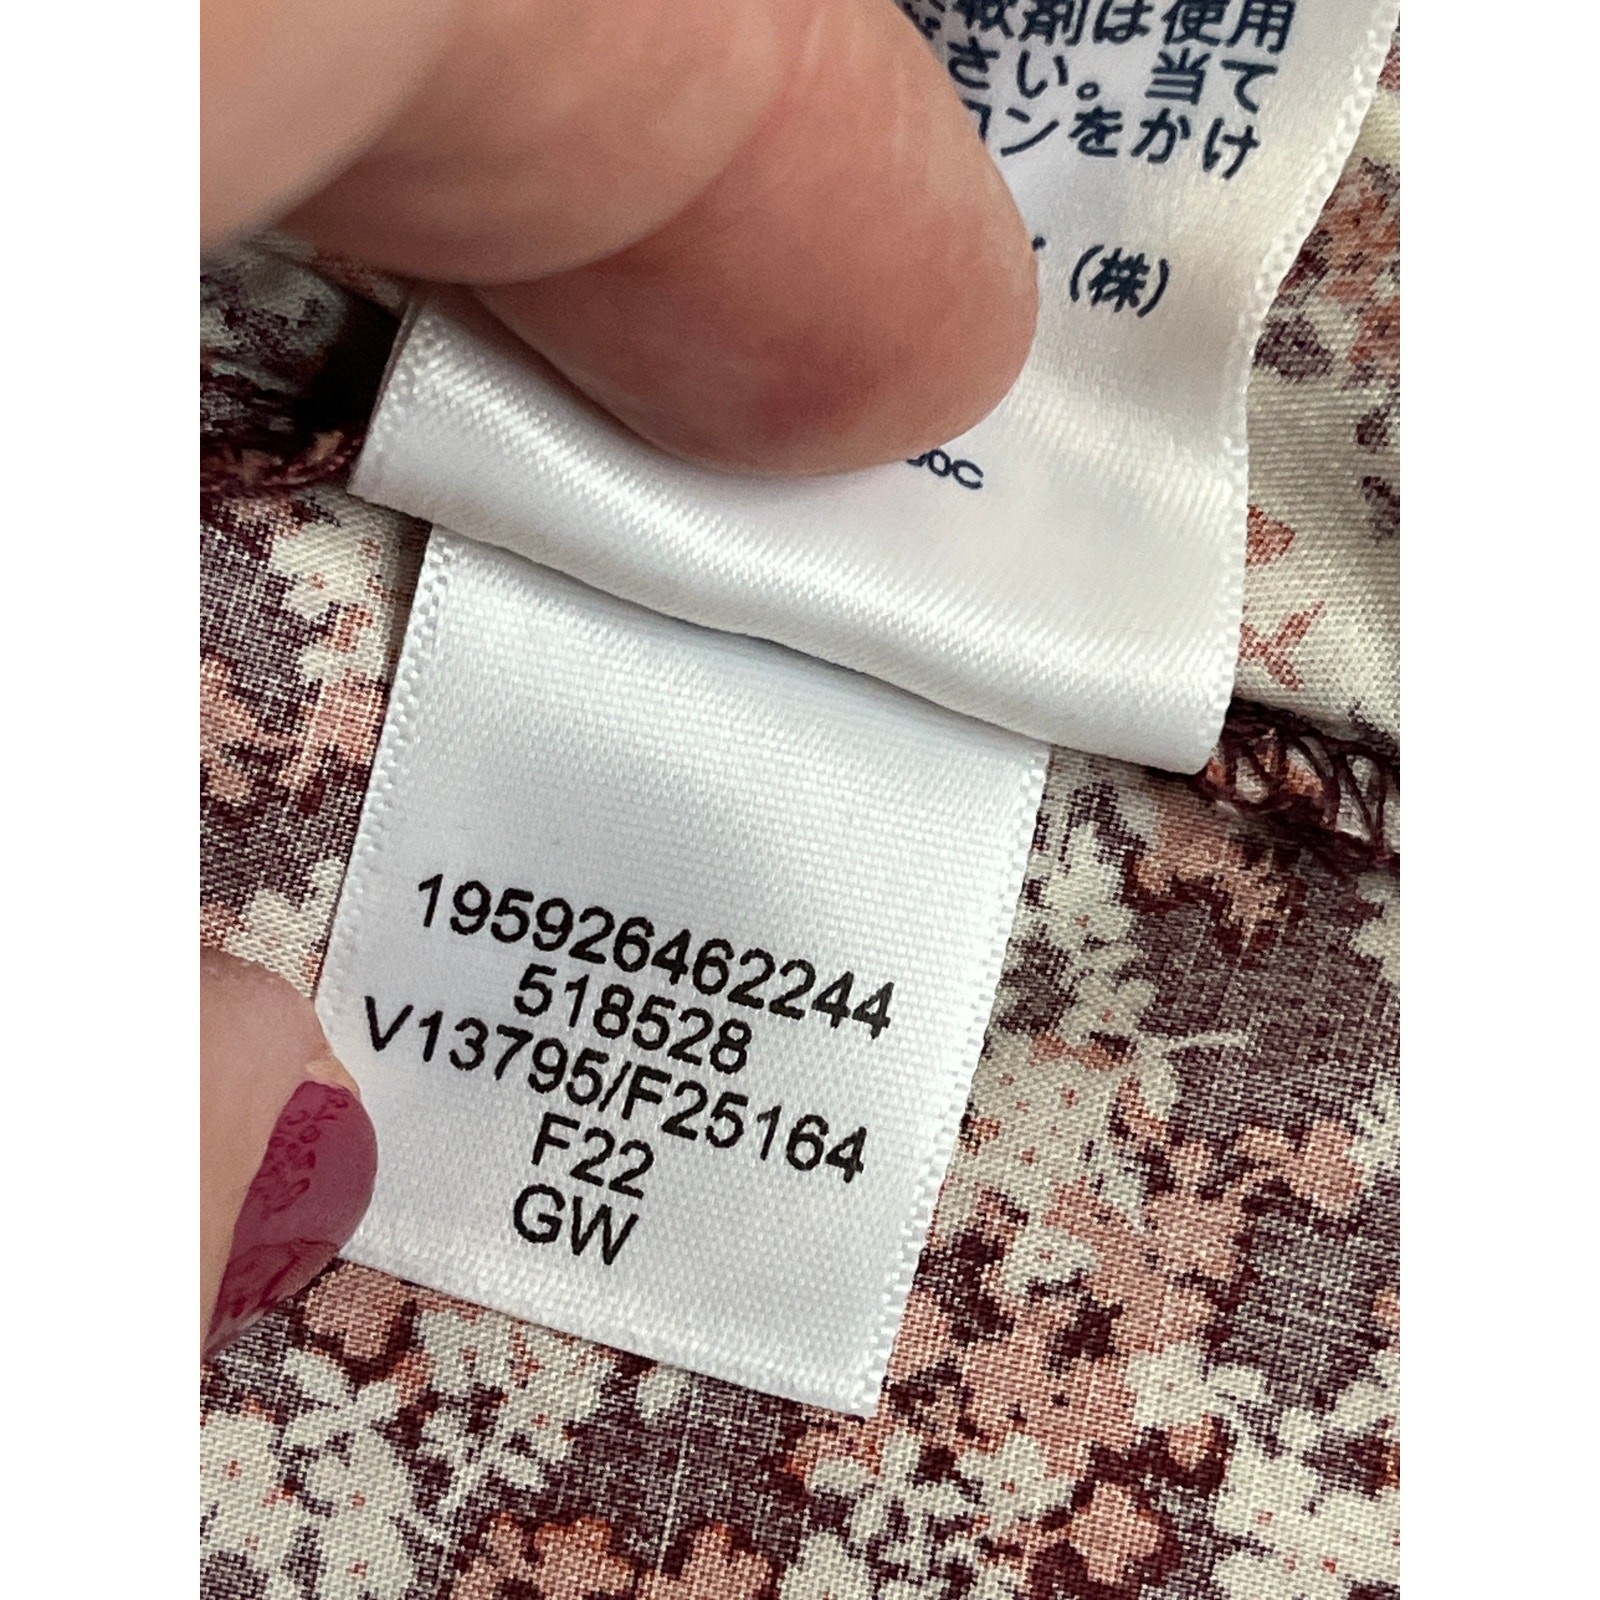 軟剤は使用
さい。当て
ンをかけ
(株)
195926462244
518528
V13795/F25164
F22
GW